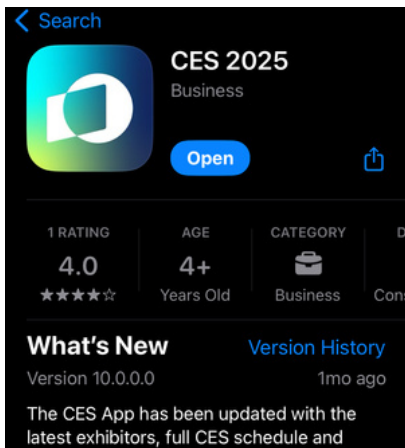 Search
CES 2025
Business
Open
1 RATING
AGE
CATEGORY
D
4.0
4+
★★★★☆
Years Old
Business
Cons
What's New
Version History
Version 10.0.0.0
1mo ago
The CES App has been updated with the
latest exhibitors, full CES schedule and